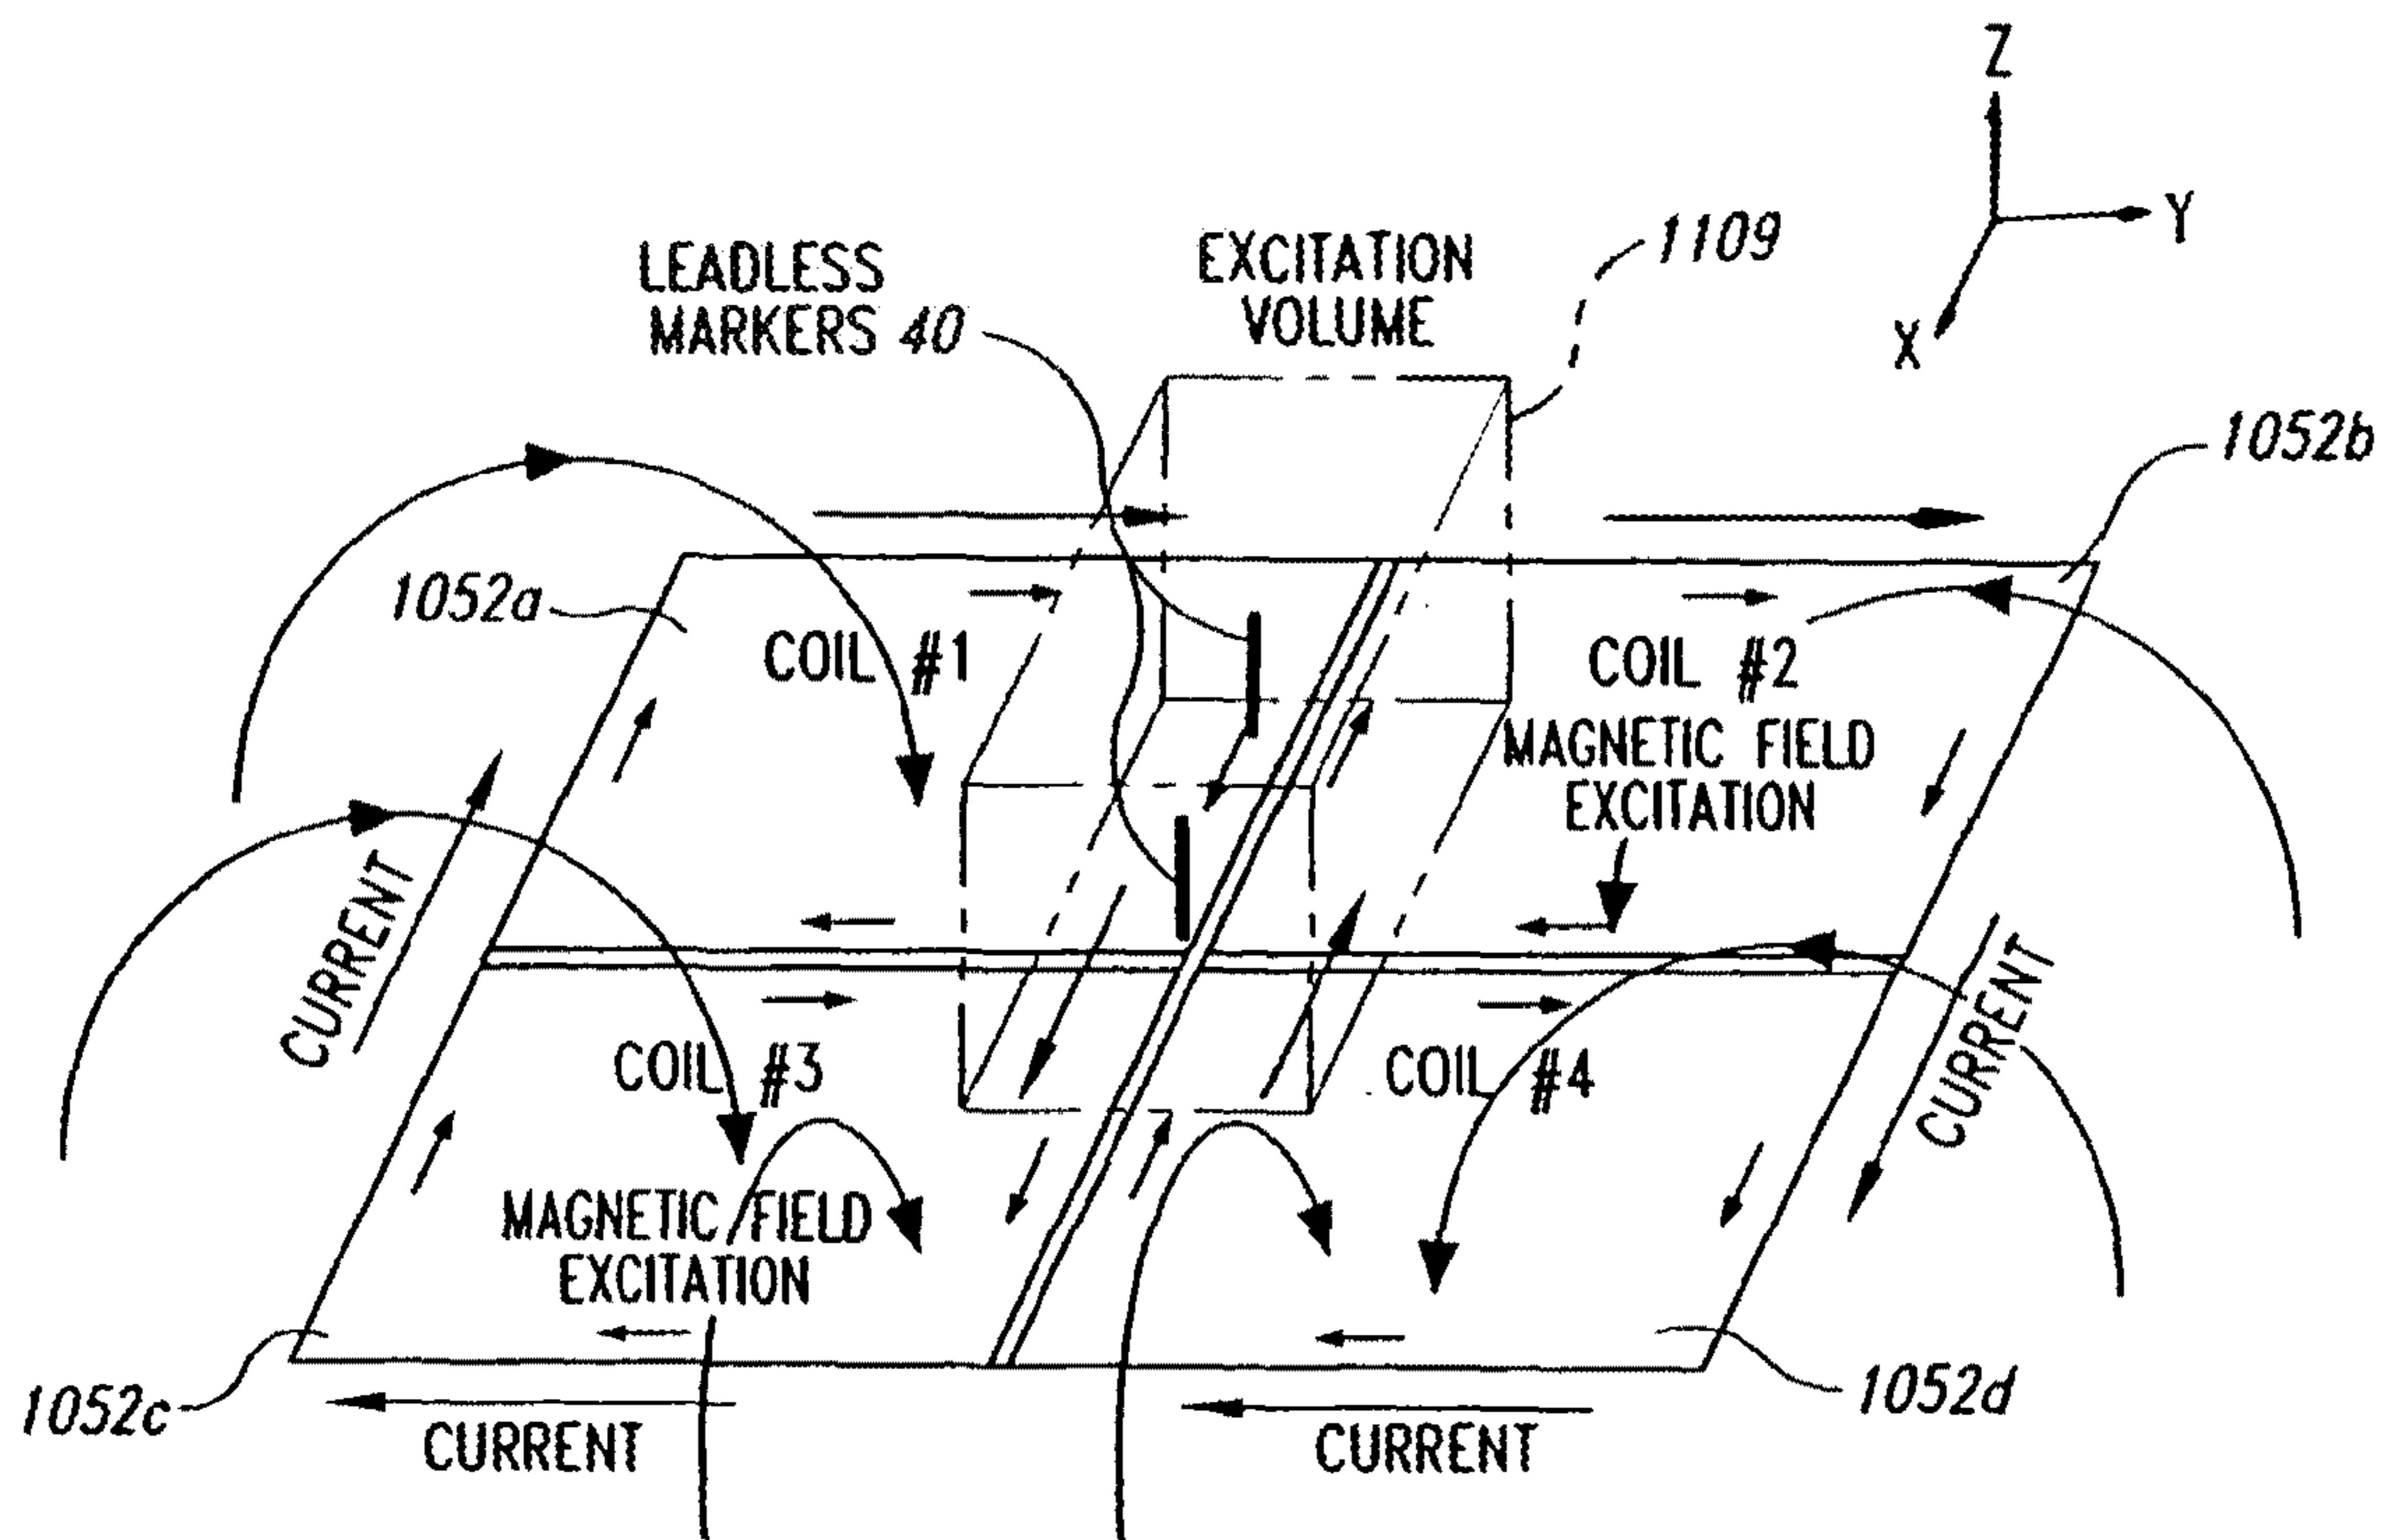 Z
Y
X
LEADLESS
MARKERS 40
EXCITATION
VOLUME
1109
1052b
1052a
COIL #1
COIL #2
MAGNETIC FIELD
EXCITATION
CURRENT
CURRENT
COIL #3
COIL #4
MAGNETIC FIELD
EXCITATION
1052c
1052d
CURRENT
CURRENT